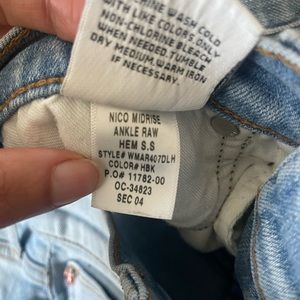 MACHINE WASH COLD
WITH LIKE COLORS ONLY
NON-CHLORINE BLEACH
WHEN NEEDED.TUMBLE
DRY MEDIUM.WARM IRON
IF NECESSARY.
NICO MIDRISE
ANKLE RAW
HEM S.S
STYLE# WMAR407DLH
COLOR# HBK
P.O# 11782-00
OC-34823
SEC 04